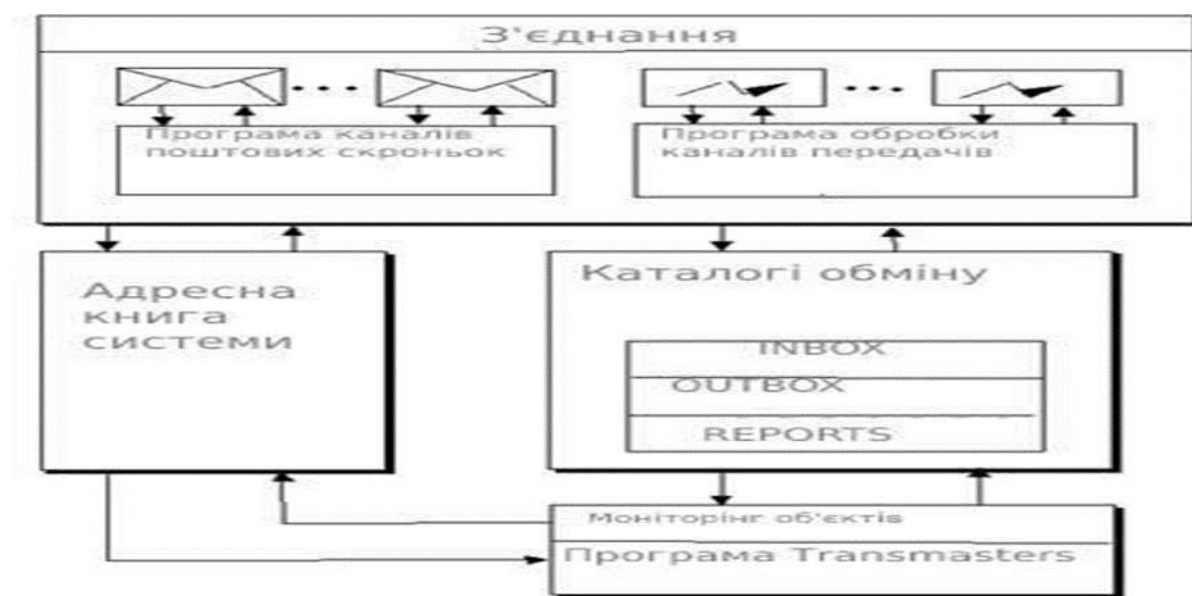 З'єднання
Програма каналів
поштових скроньок
Програма обробки
каналів передачів
Адресна
книга
системи
Каталогі обміну
INBOX
OUTBOX
REPORTS
Моніторінг об'єктів
Програма Transmasters